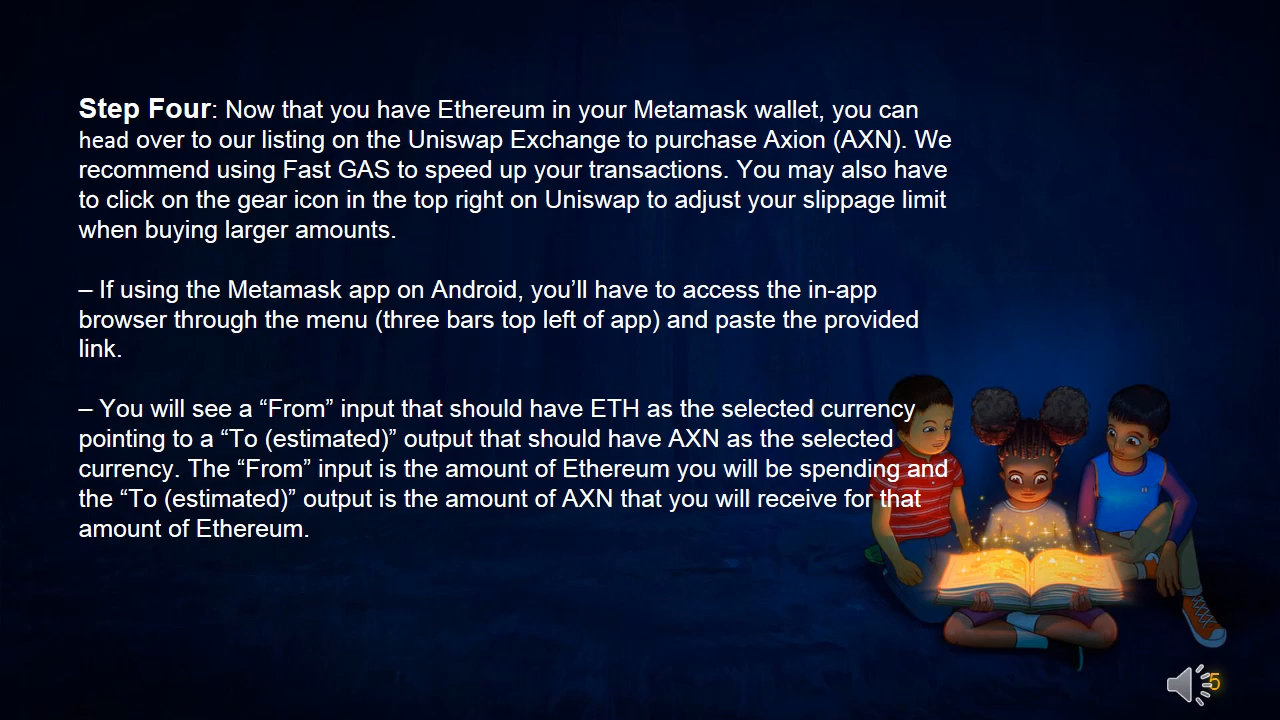 Step Four: Now that you have Ethereum in your Metamask wallet, you can
head over to our listing on the Uniswap Exchange to purchase Axion (AXN). We
recommend using Fast GAS to speed up your transactions. You may also have
to click on the gear icon in the top right on Uniswap to adjust your slippage limit
when buying larger amounts.
– If using the Metamask app on Android, you’ll have to access the in-app
browser through the menu (three bars top left of app) and paste the provided
link.
– You will see a “From” input that should have ETH as the selected currency
pointing to a “To (estimated)” output that should have AXN as the selected
currency. The “From” input is the amount of Ethereum you will be spending and
the “To (estimated)” output is the amount of AXN that you will receive for that
amount of Ethereum.
5